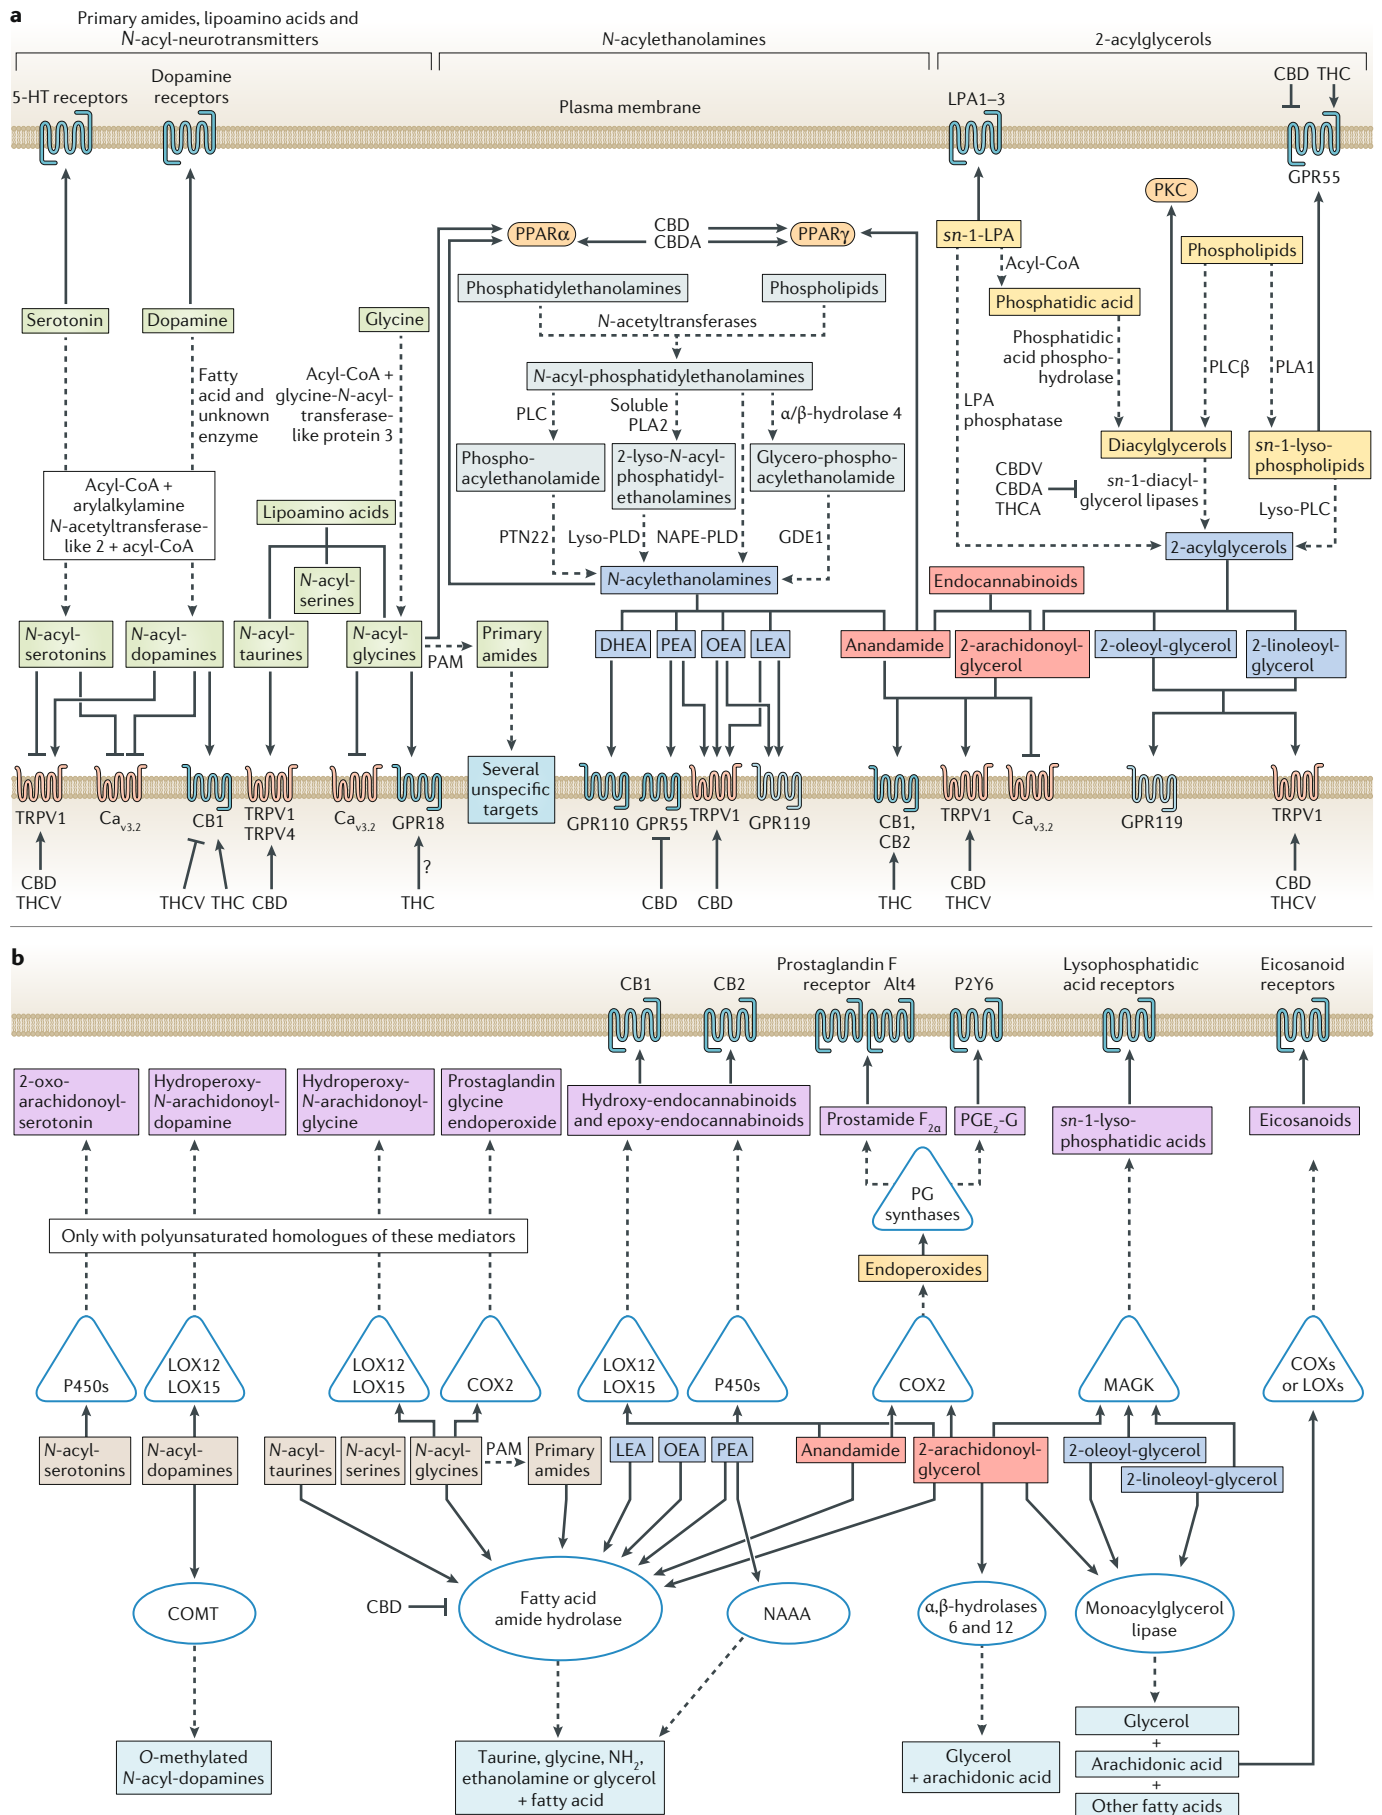 a
Primary amides, lipoamino acids and
N-acyl-neurotransmitters
N-acylethanolamines
2-acylglycerols
5-HT receptors
Dopamine
receptors
Plasma membrane
LPA1–3
CBD
THC
GPR55
PKC
PPARα
CBD
CBDA
PPARγ
sn-1-LPA
Phospholipids
Acyl-CoA
Phosphatidylethanolamines
Phospholipids
Phosphatidic acid
Serotonin
Dopamine
Glycine
N-acetyltransferases
Phosphatidic
acid phospho-
hydrolase
PLCβ
PLA1
Fatty
acid and
unknown
enzyme
Acyl-CoA +
glycine-N-acyl-
transferase-
like protein 3
N-acyl-phosphatidylethanolamines
PLC
Soluble
PLA2
α/β-hydrolase 4
LPA
phosphatase
Diacylglycerols
sn-1-lyso-
phospholipids
Phospho-
acylethanolamide
2-lyso-N-acyl-
phosphatidyl-
ethanolamines
Glycero-phospho-
acylethanolamide
CBDV
CBDA
THCA
sn-1-diacyl-
glycerol lipases
Acyl-CoA +
arylalkylamine
N-acetyltransferase-
like 2 + acyl-CoA
Lipoamino acids
Lyso-PLC
PTN22
Lyso-PLD
NAPE-PLD
GDE1
2-acylglycerols
N-acyl-
serines
N-acylethanolamines
Endocannabinoids
N-acyl-
serotonins
N-acyl-
dopamines
N-acyl-
taurines
N-acyl-
glycines
PAM
Primary
amides
DHEA
PEA
OEA
LEA
Anandamide
2-arachidonoyl-
glycerol
2-oleoyl-glycerol
2-linoleoyl-
glycerol
TRPV1
Cav3.2
CB1
TRPV1
TRPV4
Cav3.2
GPR18
Several
unspecific
targets
GPR110
GPR55
TRPV1
GPR119
CB1,
CB2
TRPV1
Cav3.2
GPR119
TRPV1
?
CBD
THCV
THCV
THC
CBD
THC
CBD
CBD
THC
CBD
THCV
CBD
THCV
b
CB1
CB2
Prostaglandin F
receptor
Alt4
P2Y6
Lysophosphatidic
acid receptors
Eicosanoid
receptors
2-oxo-
arachidonoyl-
serotonin
Hydroperoxy-
N-arachidonoyl-
dopamine
Hydroperoxy-
N-arachidonoyl-
glycine
Prostaglandin
glycine
endoperoxide
Hydroxy-endocannabinoids
and epoxy-endocannabinoids
Prostamide F2α
PGE2-G
sn-1-lyso-
phosphatidic acids
Eicosanoids
PG
synthases
Only with polyunsaturated homologues of these mediators
Endoperoxides
P450s
LOX12
LOX15
LOX12
LOX15
COX2
LOX12
LOX15
P450s
COX2
MAGK
COXs
or LOXs
N-acyl-
serotonins
N-acyl-
dopamines
N-acyl-
taurines
N-acyl-
serines
N-acyl-
glycines
PAM
Primary
amides
LEA
OEA
PEA
Anandamide
2-arachidonoyl-
glycerol
2-oleoyl-glycerol
2-linoleoyl-glycerol
COMT
CBD
Fatty acid
amide hydrolase
NAAA
α,β-hydrolases
6 and 12
Monoacylglycerol
lipase
O-methylated
N-acyl-dopamines
Taurine, glycine, NH2,
ethanolamine or glycerol
+ fatty acid
Glycerol
+ arachidonic acid
Glycerol
+
Arachidonic acid
+
Other fatty acids